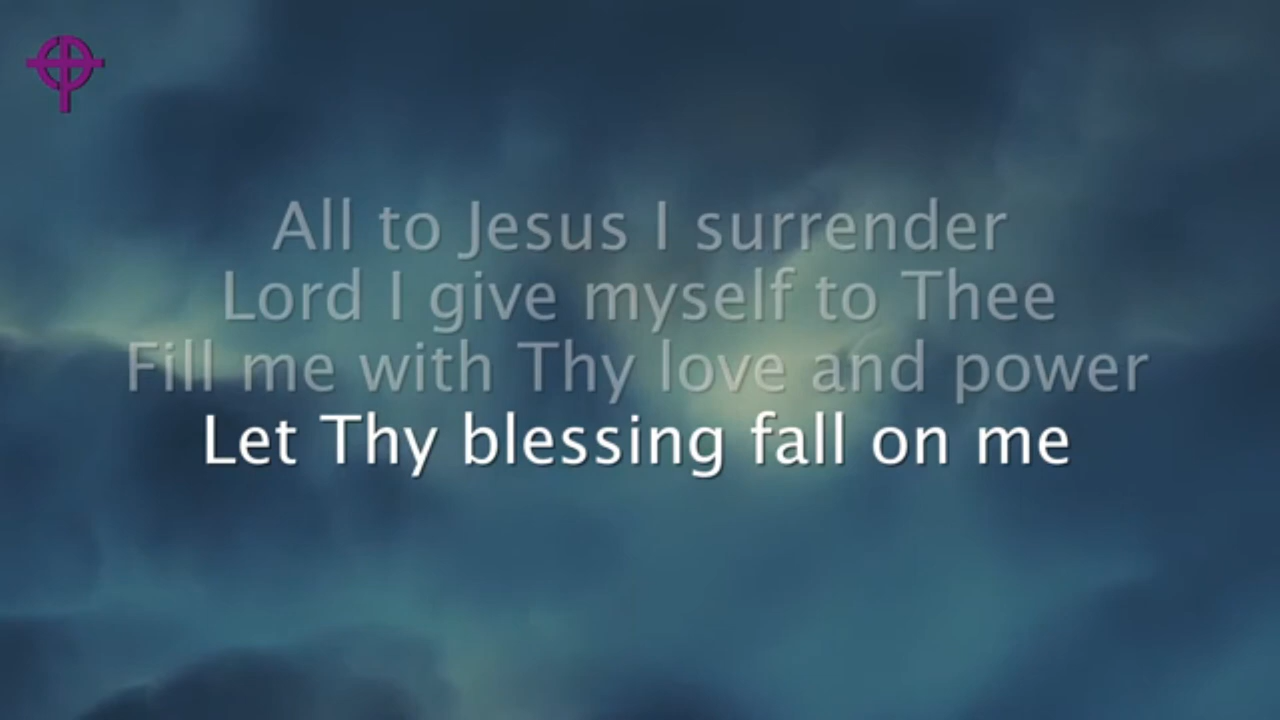 All to Jesus I surrender
Lord I give myself to Thee
Fill me with Thy love and power
Let Thy blessing fall on me